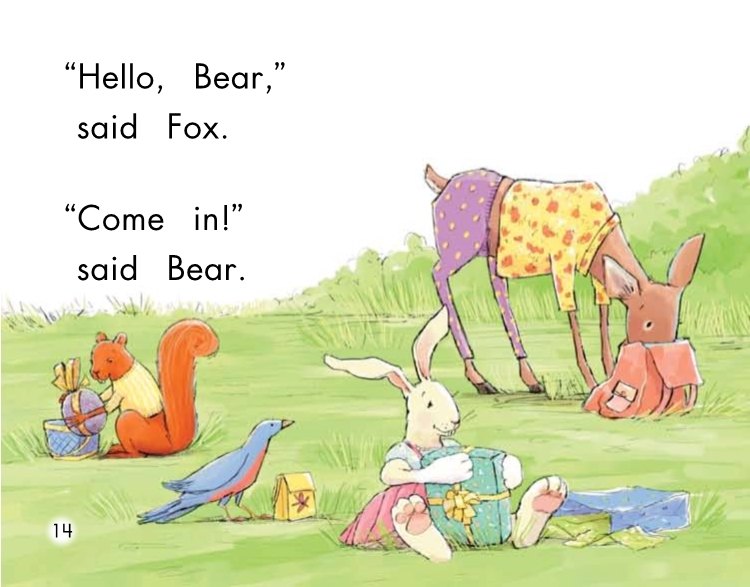 “Hello, Bear,”
said Fox.
“Come in!”
said Bear.
14